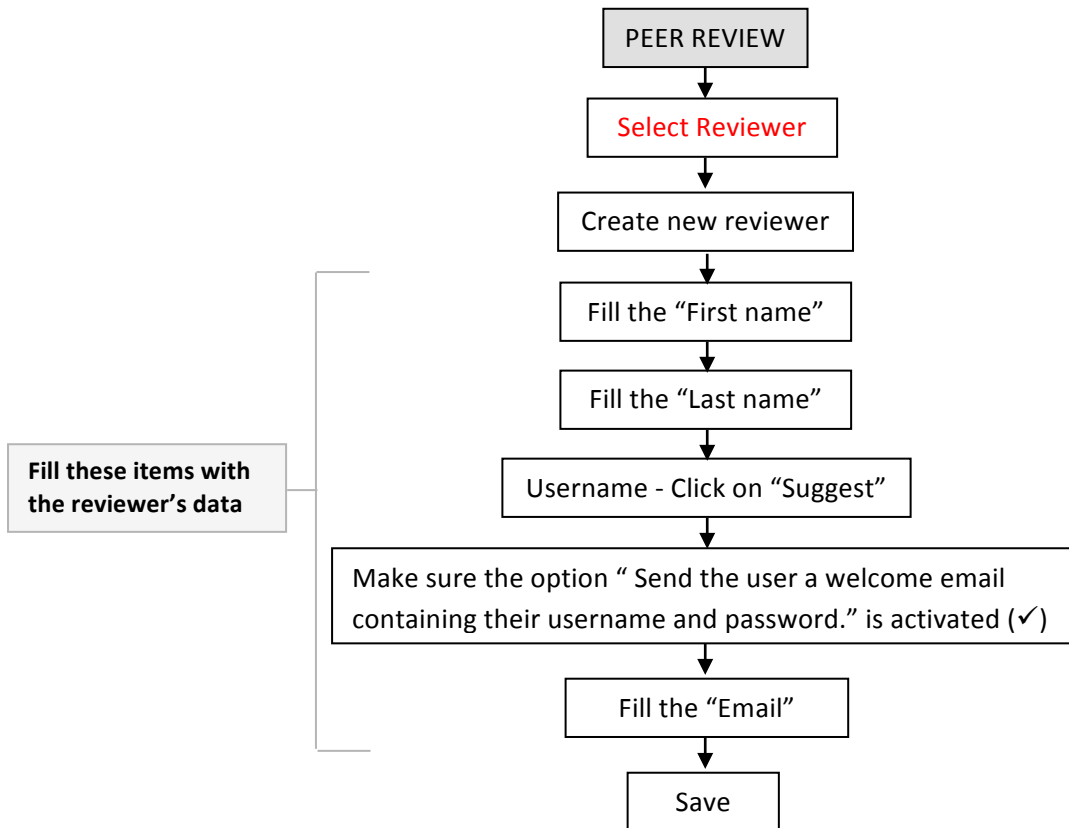 PEER REVIEW
Select Reviewer
Create new reviewer
Fill the “First name”
Fill the “Last name”
Fill these items with
the reviewer’s data
Username - Click on “Suggest”
Make sure the option “ Send the user a welcome email
containing their username and password.” is activated (✓)
Fill the “Email”
Save